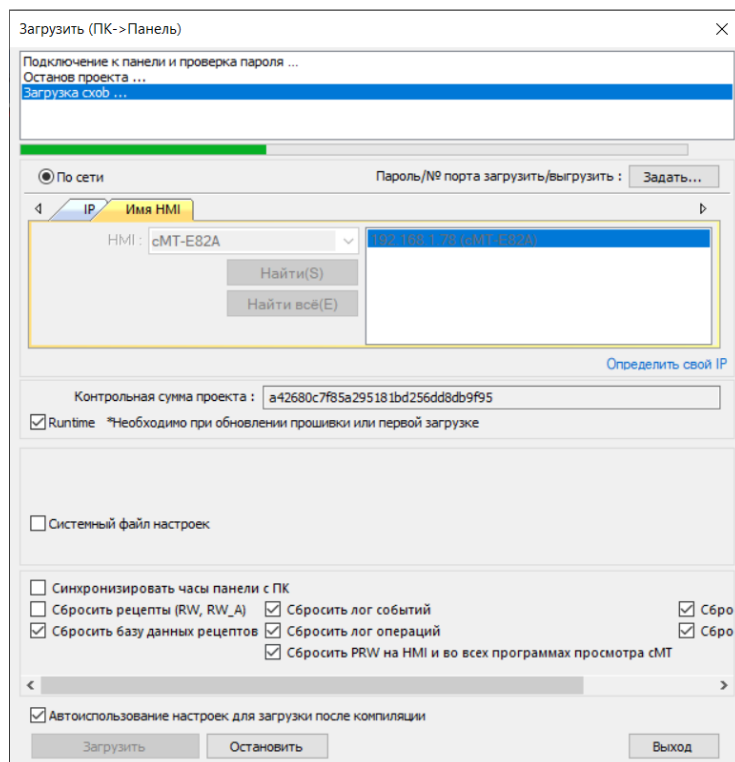 Загрузить (ПК->Панель)
Подключение к панели и проверка пароля ...
Останов проекта ...
Загрузка cxob ...
По сети
Пароль/№ порта загрузить/выгрузить :
Задать...
IP
Имя HMI
HMI :
cMT-E82A
192.168.1.78 (cMT-E82A)
Найти(S)
Найти всё(E)
Определить свой IP
Контрольная сумма проекта :
a42680c7f85a295181bd256dd8db9f95
Runtime *Необходимо при обновлении прошивки или первой загрузке
Системный файл настроек
Синхронизировать часы панели с ПК
Сбросить рецепты (RW, RW_A)
Сбросить лог событий
Сбро
Сбросить базу данных рецептов
Сбросить лог операций
Сбро
Сбросить PRW на HMI и во всех программах просмотра cMT
Автоиспользование настроек для загрузки после компиляции
Загрузить
Остановить
Выход